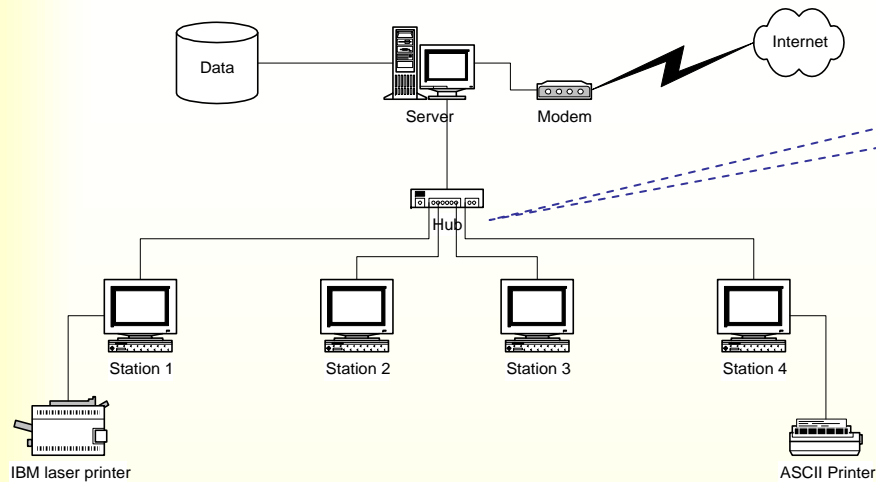 Data
Internet
Server
Modem
Hub
Station 1
Station 2
Station 3
Station 4
IBM laser printer
ASCII Printer